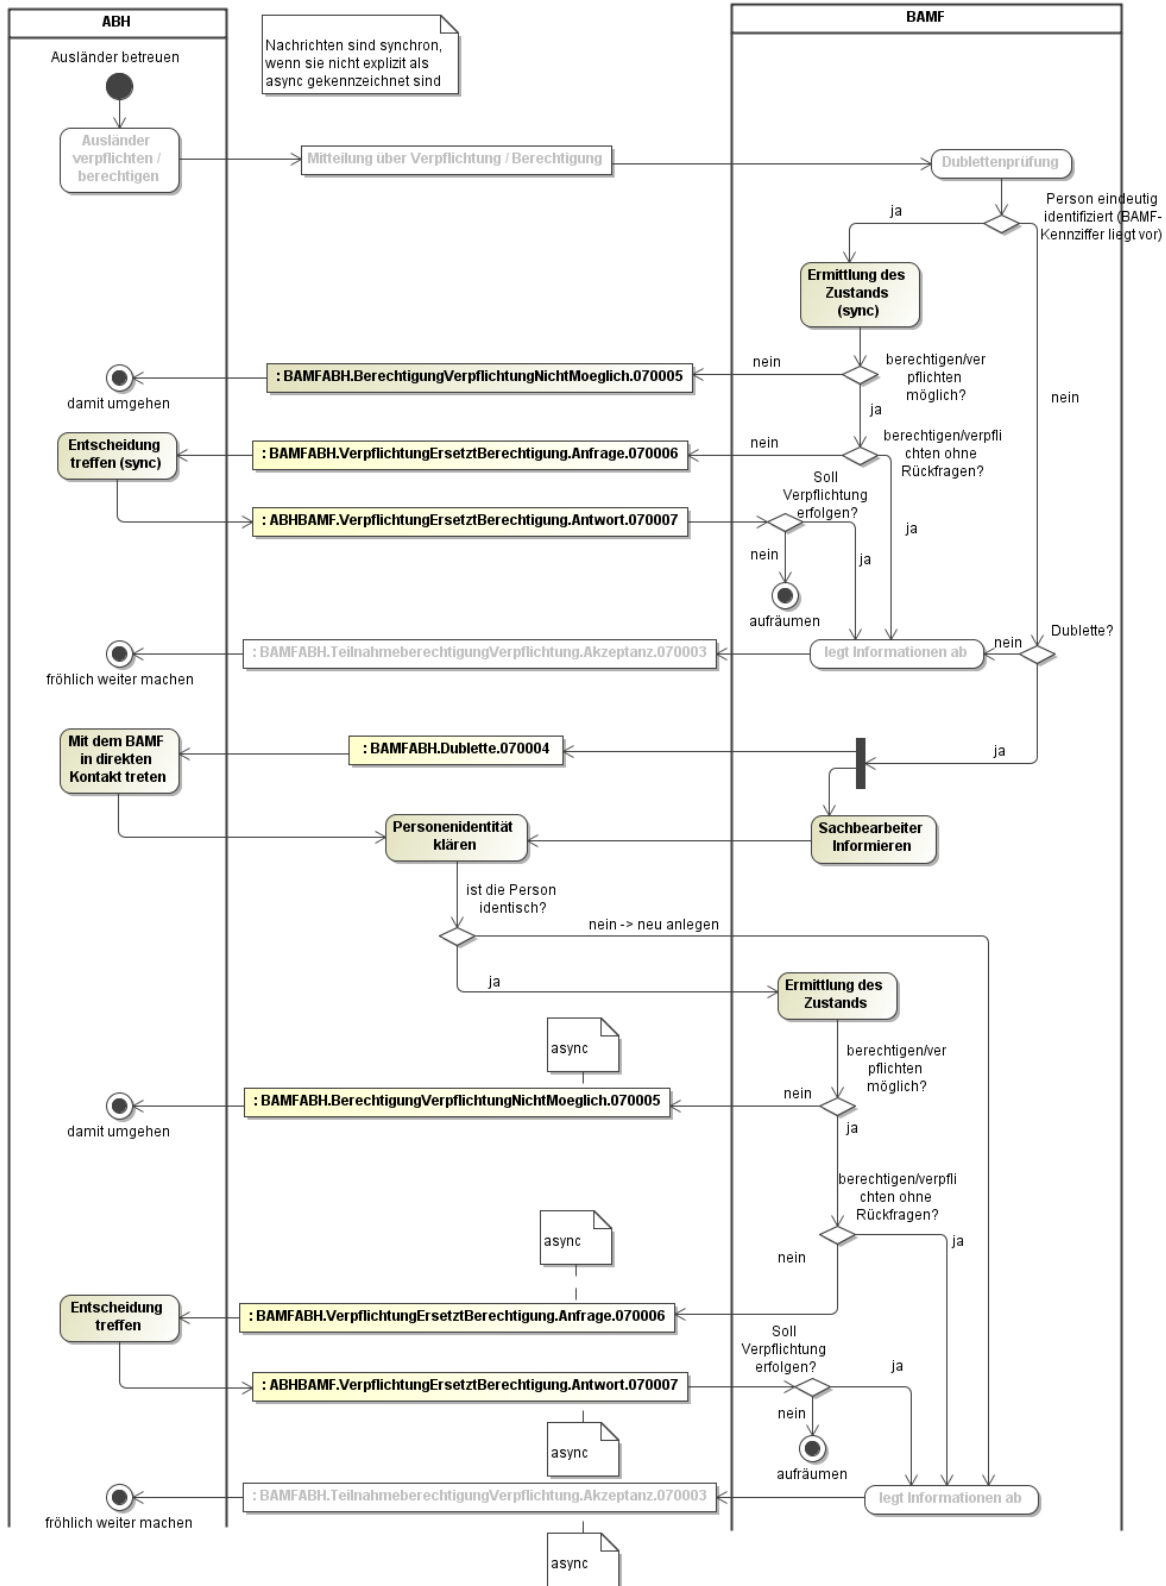 ABH
BAMF
Ausländer betreuen
Nachrichten sind synchron,
wenn sie nicht explizit als
async gekennzeichnet sind
Ausländer
verpflichten /
berechtigen
Mitteilung über Verpflichtung / Berechtigung
Dublettenprüfung
Person eindeutig
identifiziert (BAMF-
Kennziffer liegt vor)
ja
Ermittlung des
Zustands
(sync)
nein
berechtigen/ver
pflichten
möglich?
: BAMFABH.BerechtigungVerpflichtungNichtMoeglich.070005
damit umgehen
nein
ja
Entscheidung
treffen (sync)
: BAMFABH.VerpflichtungErsetztBerechtigung.Anfrage.070006
nein
berechtigen/verpfli
chten ohne
Rückfragen?
Soll
Verpflichtung
erfolgen?
: ABHBAMF.VerpflichtungErsetztBerechtigung.Antwort.070007
ja
nein
ja
aufräumen
Dublette?
: BAMFABH.TeilnahmeberechtigungVerpflichtung.Akzeptanz.070003
legt Informationen ab
nein
fröhlich weiter machen
Mit dem BAMF
in direkten
Kontakt treten
: BAMFABH.Dublette.070004
ja
Personenidentität
klären
Sachbearbeiter
Informieren
ist die Person
identisch?
nein -> neu anlegen
ja
Ermittlung des
Zustands
async
berechtigen/ver
pflichten
möglich?
: BAMFABH.BerechtigungVerpflichtungNichtMoeglich.070005
nein
damit umgehen
ja
berechtigen/verpfli
chten ohne
Rückfragen?
async
ja
nein
Entscheidung
treffen
: BAMFABH.VerpflichtungErsetztBerechtigung.Anfrage.070006
Soll
Verpflichtung
erfolgen?
ja
: ABHBAMF.VerpflichtungErsetztBerechtigung.Antwort.070007
nein
async
aufräumen
: BAMFABH.TeilnahmeberechtigungVerpflichtung.Akzeptanz.070003
legt Informationen ab
fröhlich weiter machen
async